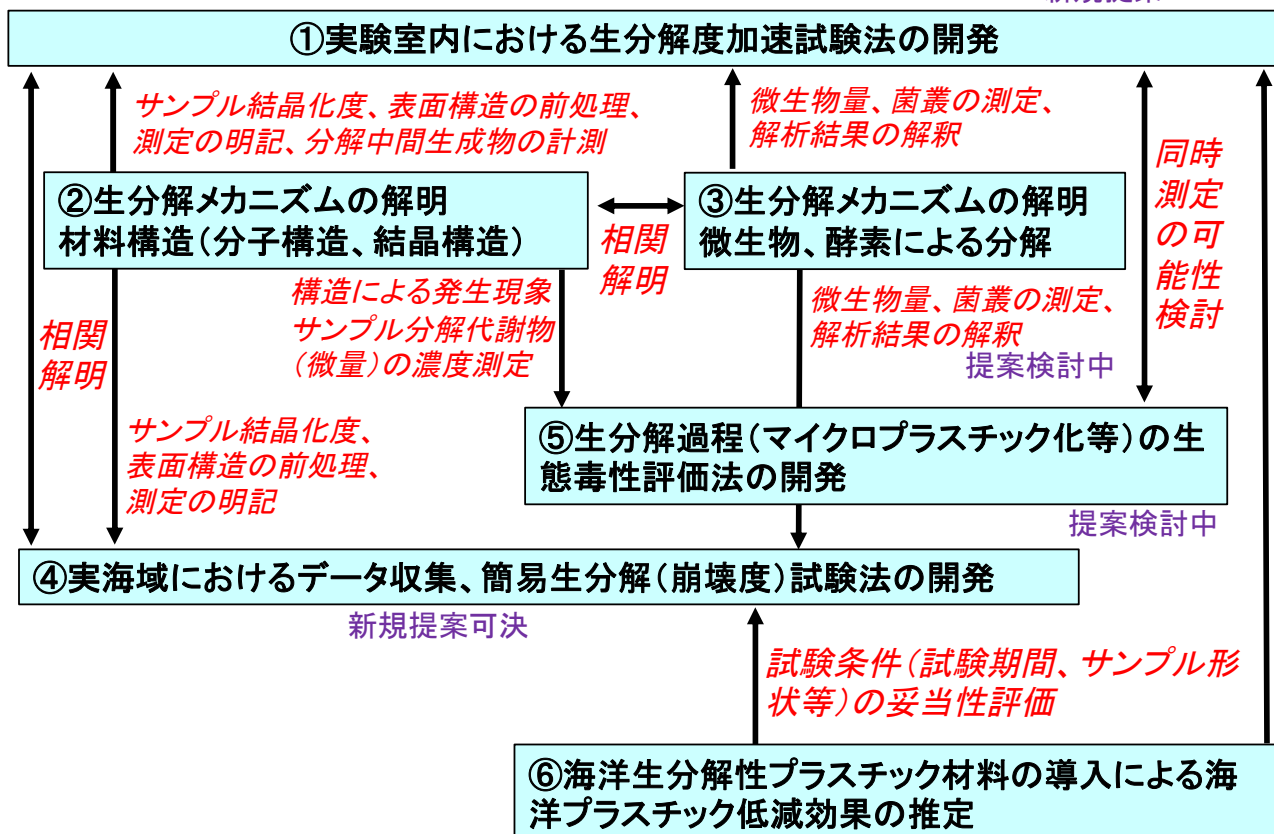 ①実験室内における生分解度加速試験法の開発
サンプル結晶化度、表面構造の前処理、
測定の明記、分解中間生成物の計測
微生物量、菌叢の測定、
解析結果の解釈
同時
測定
の可
能性
検討
②生分解メカニズムの解明
材料構造(分子構造、結晶構造)
相関
解明
③生分解メカニズムの解明
微生物、酵素による分解
構造による発生現象
サンプル分解代謝物
(微量)の濃度測定
微生物量、菌叢の測定、
解析結果の解釈
提案検討中
相関
解明
サンプル結晶化度、
表面構造の前処理、
測定の明記
⑤生分解過程(マイクロプラスチック化等)の生
態毒性評価法の開発
提案検討中
④実海域におけるデータ収集、簡易生分解(崩壊度)試験法の開発
新規提案可決
試験条件(試験期間、サンプル形
状等)の妥当性評価
⑥海洋生分解性プラスチック材料の導入による海
洋プラスチック低減効果の推定